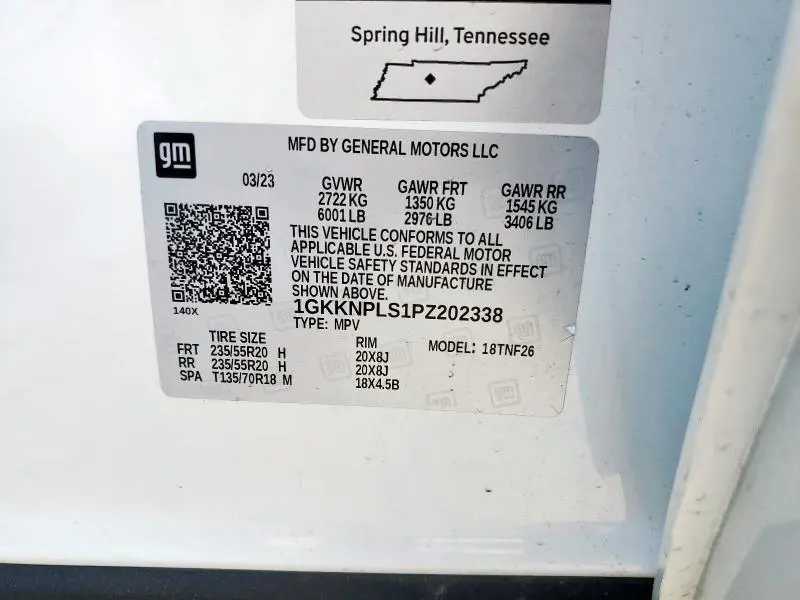 Spring Hill, Tennessee
gm
MFD BY GENERAL MOTORS LLC
03/23
GVWR GAWR FRT GAWR RR
2722 KG 1350 KG 1545 KG
6001 LB 2976 LB 3406 LB
THIS VEHICLE CONFORMS TO ALL
APPLICABLE U.S. FEDERAL MOTOR
VEHICLE SAFETY STANDARDS IN EFFECT
ON THE DATE OF MANUFACTURE
SHOWN ABOVE.
140X
1GKKNPLS1PZ202338
TYPE: MPV
TIRE SIZE RIM MODEL: 18TNF26
FRT 235/55R20 H 20X8J
RR 235/55R20 H 20X8J
SPA T135/70R18 M 18X4.5B